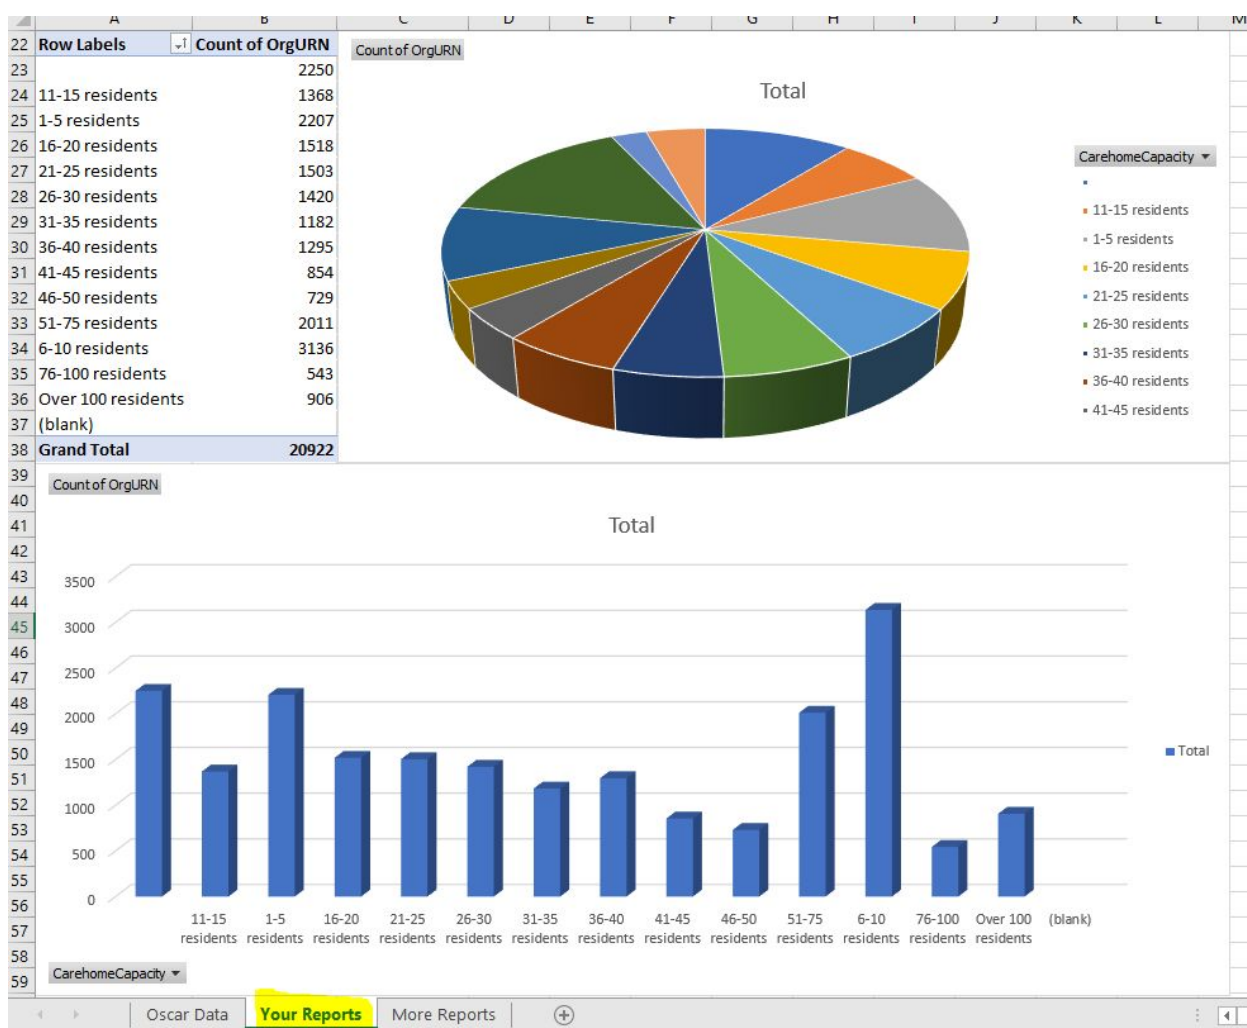 A B C D E F G H I J K L M
22 Row Labels Count of OrgURN
23 2250
24 11-15 residents 1368
25 1-5 residents 2207
26 16-20 residents 1518
27 21-25 residents 1503
28 26-30 residents 1420
29 31-35 residents 1182
30 36-40 residents 1295
31 41-45 residents 854
32 46-50 residents 729
33 51-75 residents 2011
34 6-10 residents 3136
35 76-100 residents 543
36 Over 100 residents 906
37 (blank)
38 Grand Total 20922
Count of OrgURN
Total
CarehomeCapacity
11-15 residents
1-5 residents
16-20 residents
21-25 residents
26-30 residents
31-35 residents
36-40 residents
41-45 residents
39
40
41
42
43
44
45
46
47
48
49
50
51
52
53
54
55
56
57
58
59
Count of OrgURN
Total
3500
3000
2500
2000
1500
1000
500
0
11-15 1-5 16-20 21-25 26-30 31-35 36-40 41-45 46-50 51-75 6-10 76-100 Over 100 (blank)
residents residents residents residents residents residents residents residents residents residents residents residents residents
Total
CarehomeCapacity
Oscar Data Your Reports More Reports